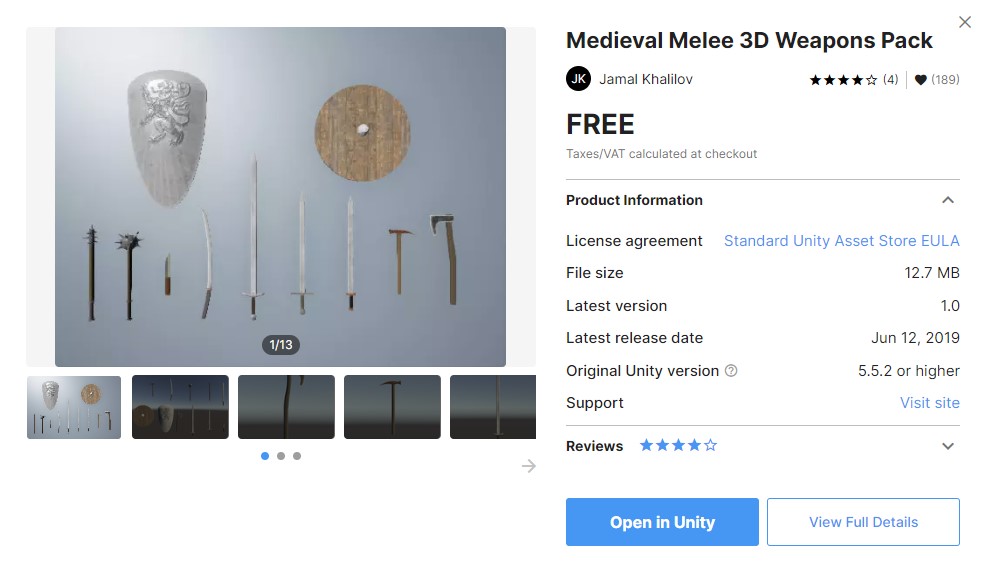 1/13
Medieval Melee 3D Weapons Pack
JK Jamal Khalilov (4) (189)
FREE
Taxes/VAT calculated at checkout
Product Information
License agreement Standard Unity Asset Store EULA
File size 12.7 MB
Latest version 1.0
Latest release date Jun 12, 2019
Original Unity version 5.5.2 or higher
Support Visit site
Reviews
Open in Unity View Full Details